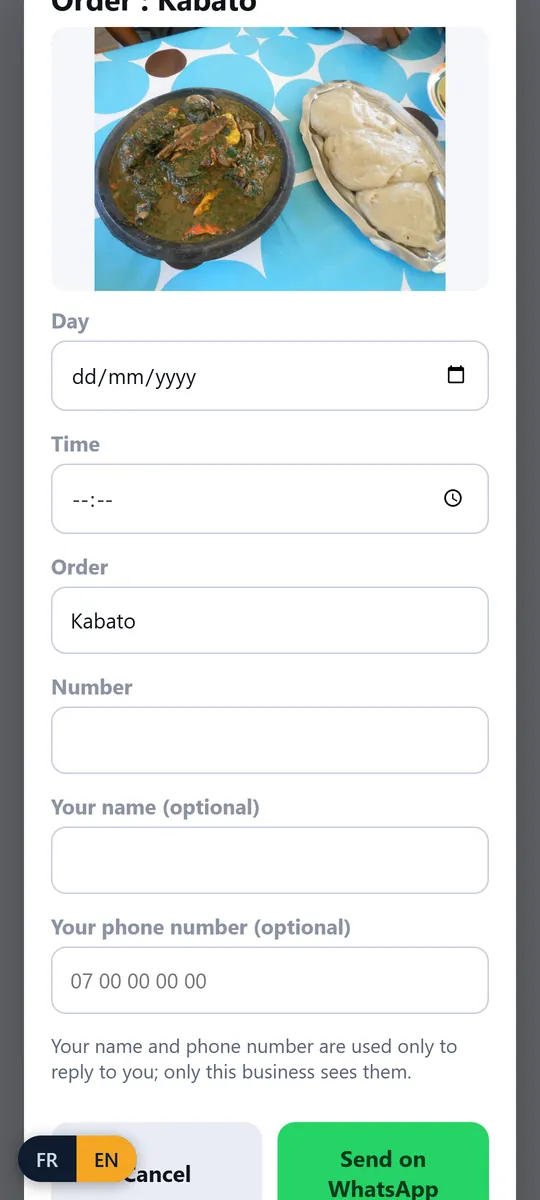 Order : Kabato
Day
dd/mm/yyyy
Time
--:--
Order
Kabato
Number
Your name (optional)
Your phone number (optional)
07 00 00 00 00
Your name and phone number are used only to
reply to you; only this business sees them.
FR EN
Cancel
Send on
WhatsApp